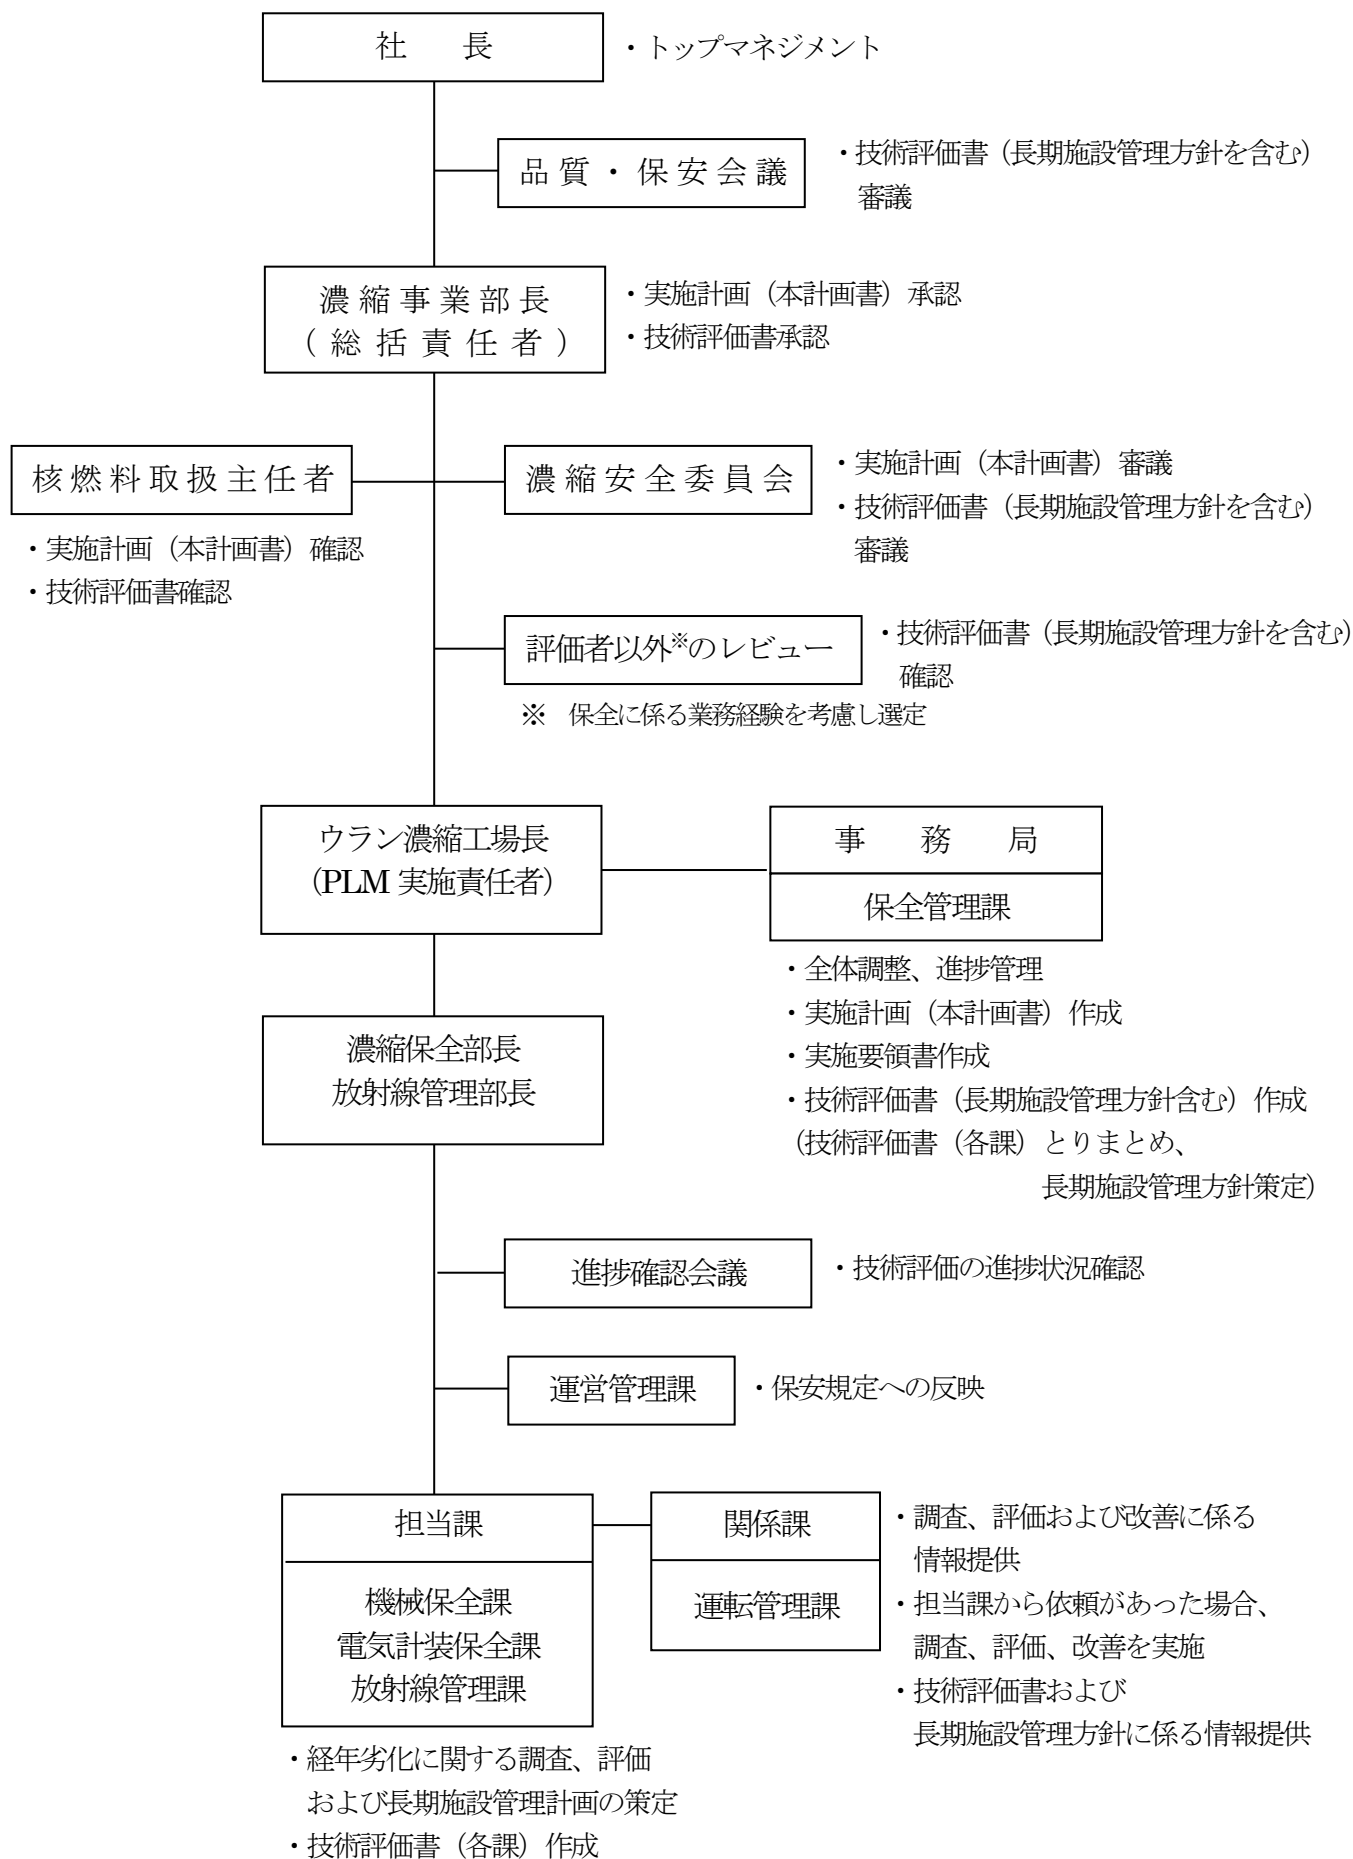 社　長
・トップマネジメント
品質・保安会議
・技術評価書（長期施設管理方針を含む）
審議
濃縮事業部長
（総括責任者）
・実施計画（本計画書）承認
・技術評価書承認
核燃料取扱主任者
・実施計画（本計画書）確認
・技術評価書確認
濃縮安全委員会
・実施計画（本計画書）審議
・技術評価書（長期施設管理方針を含む）
審議
評価者以外※のレビュー
・技術評価書（長期施設管理方針を含む）
確認
※　保全に係る業務経験を考慮し選定
ウラン濃縮工場長
（PLM 実施責任者）
事　務　局
保全管理課
・全体調整、進捗管理
・実施計画（本計画書）作成
・実施要領書作成
・技術評価書（長期施設管理方針含む）作成
（技術評価書（各課）とりまとめ、
長期施設管理方針策定）
濃縮保全部長
放射線管理部長
進捗確認会議
・技術評価の進捗状況確認
運営管理課
・保安規定への反映
担当課
機械保全課
電気計装保全課
放射線管理課
・経年劣化に関する調査、評価
および長期施設管理計画の策定
・技術評価書（各課）作成
関係課
運転管理課
・調査、評価および改善に係る
情報提供
・担当課から依頼があった場合、
調査、評価、改善を実施
・技術評価書および
長期施設管理方針に係る情報提供